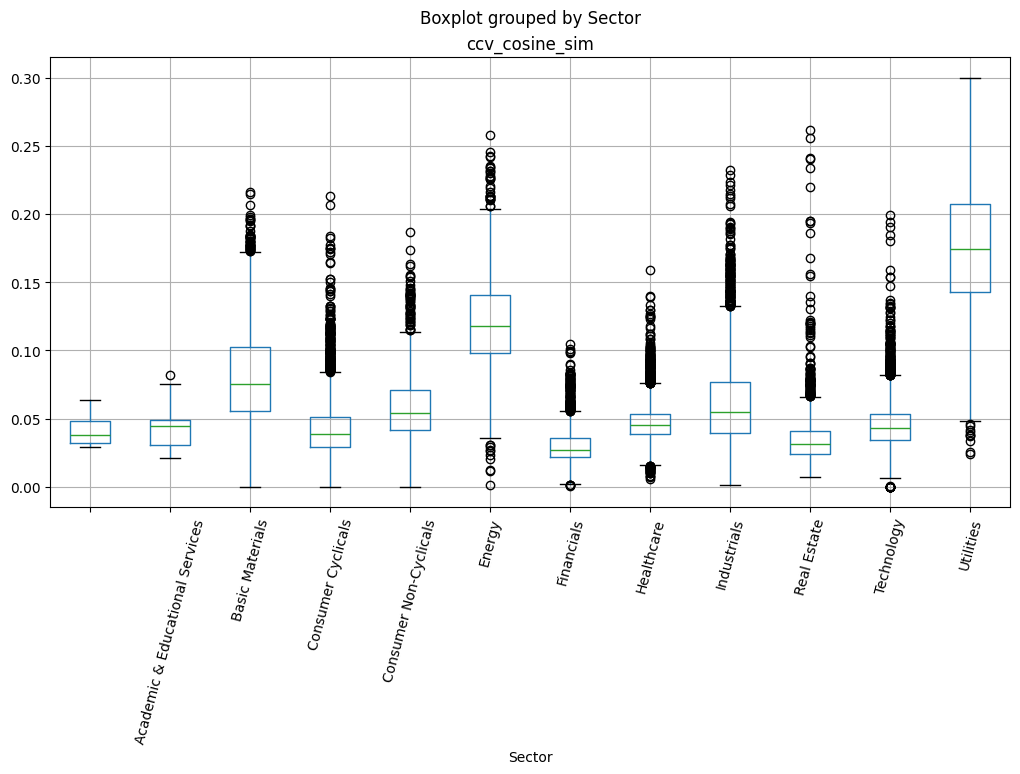 Boxplot grouped by Sector
ccv_cosine_sim
0.30
0.25
0.20
0.15
0.10
0.05
0.00
Academic & Educational Services
Basic Materials
Consumer Cyclicals
Consumer Non-Cyclicals
Energy
Financials
Healthcare
Industrials
Real Estate
Technology
Utilities
Sector